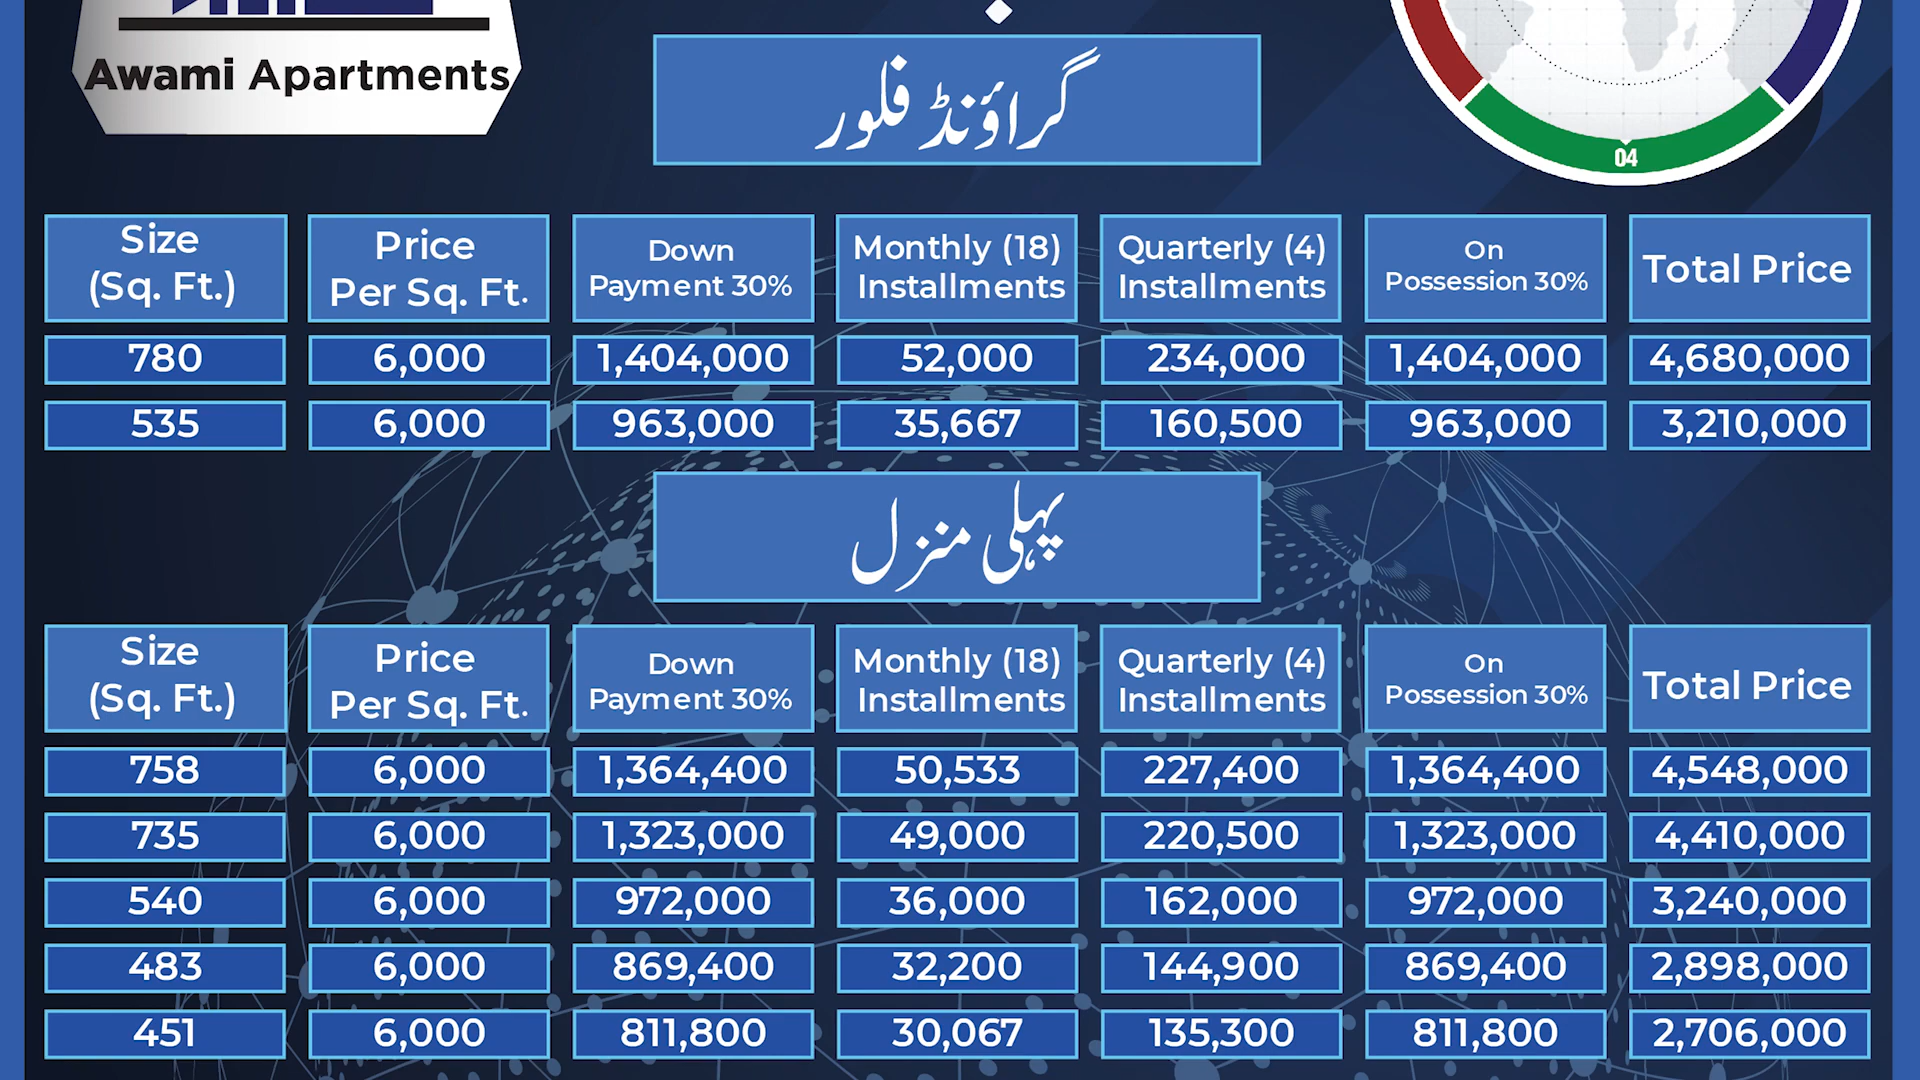 Awami Apartments
04
گراؤنڈ فلور
Size (Sq. Ft.) Price Per Sq. Ft. Down Payment 30% Monthly (18) Installments Quarterly (4) Installments On Possession 30% Total Price
780 6,000 1,404,000 52,000 234,000 1,404,000 4,680,000
535 6,000 963,000 35,667 160,500 963,000 3,210,000
پہلی منزل
Size (Sq. Ft.) Price Per Sq. Ft. Down Payment 30% Monthly (18) Installments Quarterly (4) Installments On Possession 30% Total Price
758 6,000 1,364,400 50,533 227,400 1,364,400 4,548,000
735 6,000 1,323,000 49,000 220,500 1,323,000 4,410,000
540 6,000 972,000 36,000 162,000 972,000 3,240,000
483 6,000 869,400 32,200 144,900 869,400 2,898,000
451 6,000 811,800 30,067 135,300 811,800 2,706,000